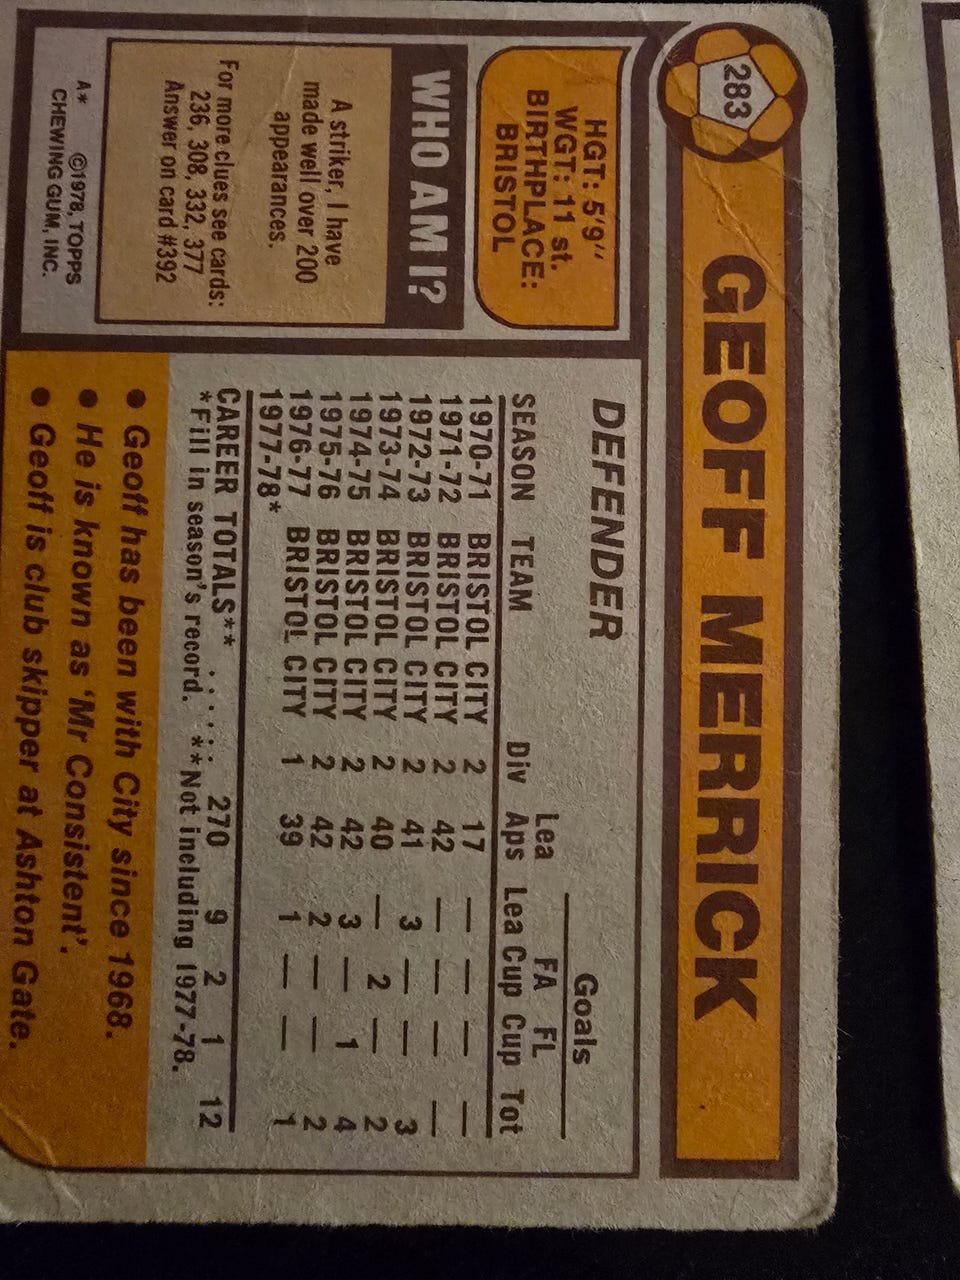 283
GEOFF MERRICK
HGT: 5'9"
WGT: 11 st.
BIRTHPLACE:
BRISTOL
WHO AM I?
A striker, I have
made well over 200
appearances.
For more clues see cards:
236, 308, 332, 377
Answer on card #392
A* ©1978, TOPPS
CHEWING GUM, INC.
DEFENDER
Goals
Lea FA FL
SEASON TEAM Div Aps Lea Cup Cup Tot
1970-71 BRISTOL CITY 2 17 — — — —
1971-72 BRISTOL CITY 2 42 — — — —
1972-73 BRISTOL CITY 2 41 3 — — 3
1973-74 BRISTOL CITY 2 40 — 2 — 2
1974-75 BRISTOL CITY 2 42 3 — 1 4
1975-76 BRISTOL CITY 2 42 2 — — 2
1976-77 BRISTOL CITY 1 39 1 — — 1
1977-78*
CAREER TOTALS** ...... 270 9 2 1 12
*Fill in season's record. **Not including 1977-78.
● Geoff has been with City since 1968.
● He is known as 'Mr Consistent'.
● Geoff is club skipper at Ashton Gate.